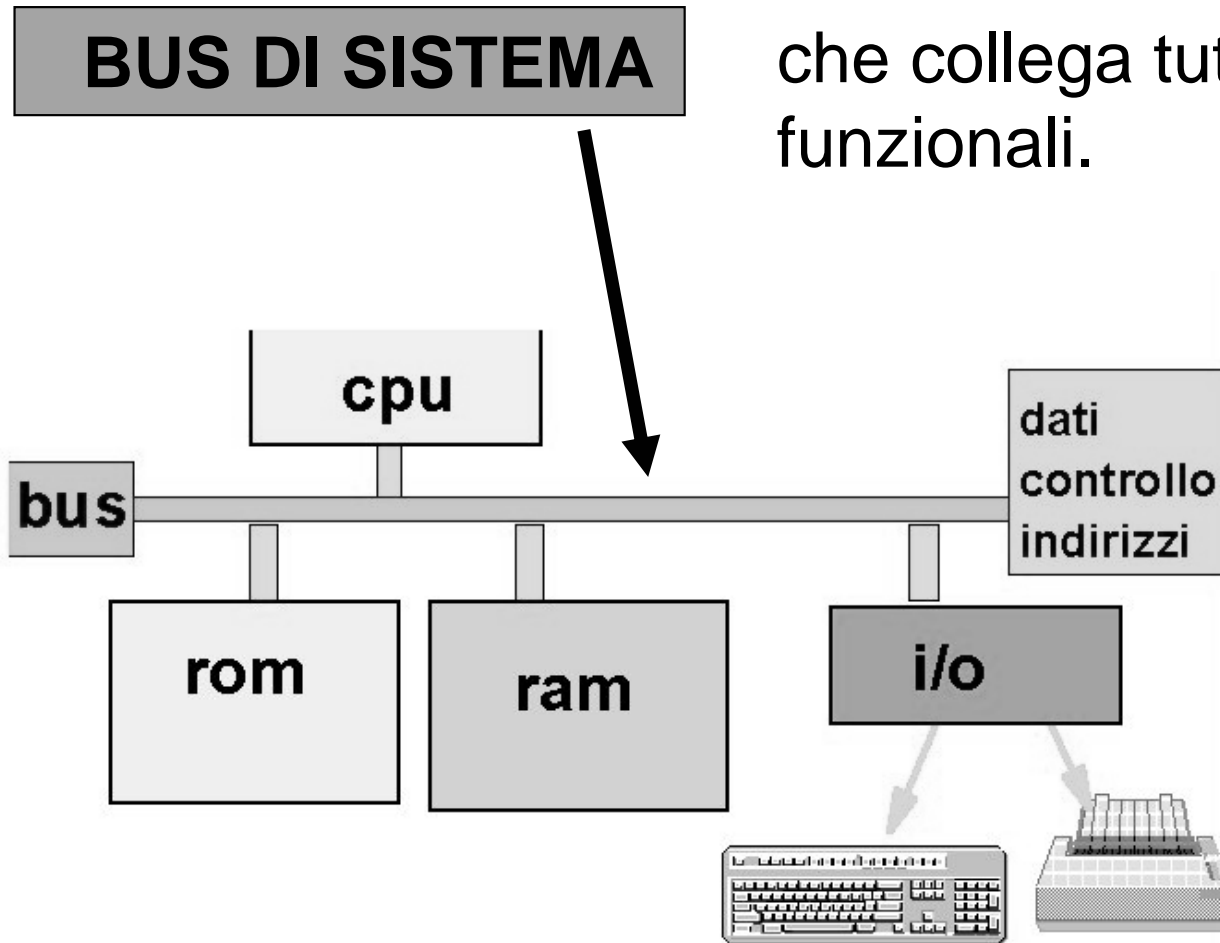 BUS DI SISTEMA
che collega tut
funzionali.
cpu
dati
controllo
indirizzi
bus
rom
ram
i/o